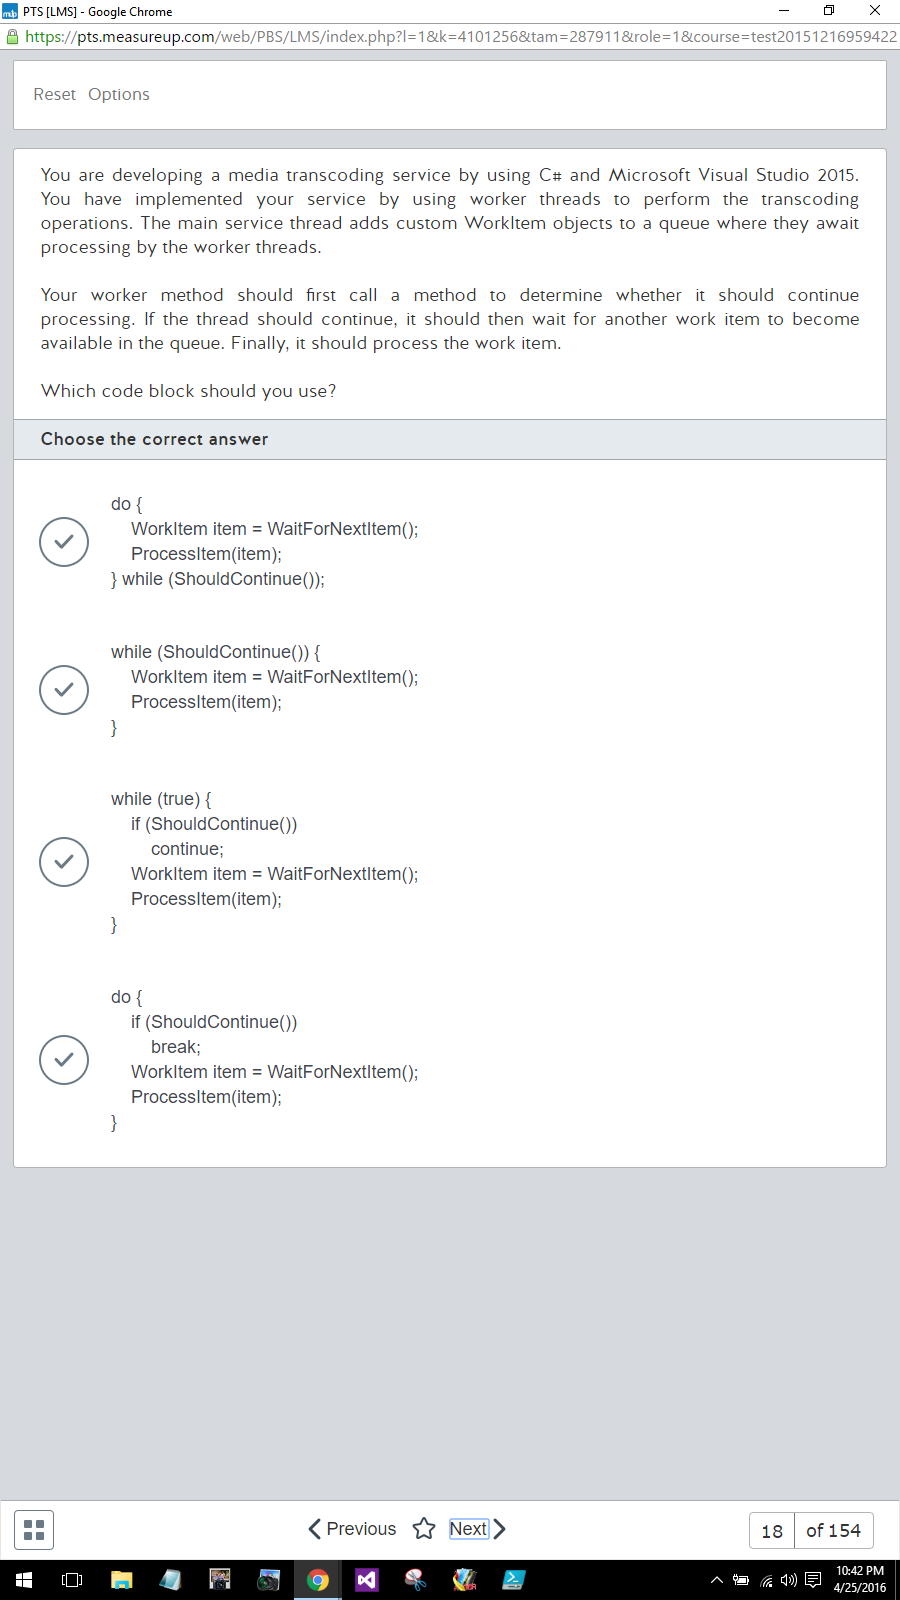 PTS [LMS] - Google Chrome
https://pts.measureup.com/web/PBS/LMS/index.php?l=1&k=4101256&tam=287911&role=1&course=test20151216959422
Reset Options
You are developing a media transcoding service by using C# and Microsoft Visual Studio 2015.
You have implemented your service by using worker threads to perform the transcoding
operations. The main service thread adds custom WorkItem objects to a queue where they await
processing by the worker threads.
Your worker method should first call a method to determine whether it should continue
processing. If the thread should continue, it should then wait for another work item to become
available in the queue. Finally, it should process the work item.
Which code block should you use?
Choose the correct answer
do {
WorkItem item = WaitForNextItem();
ProcessItem(item);
} while (ShouldContinue());
while (ShouldContinue()) {
WorkItem item = WaitForNextItem();
ProcessItem(item);
}
while (true) {
if (ShouldContinue())
continue;
WorkItem item = WaitForNextItem();
ProcessItem(item);
}
do {
if (ShouldContinue())
break;
WorkItem item = WaitForNextItem();
ProcessItem(item);
}
Previous Next
18 of 154
10:42 PM
4/25/2016